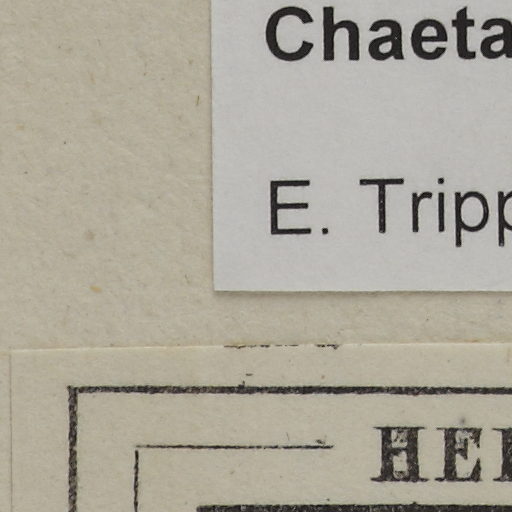 Chaeta
E. Tripp
HE